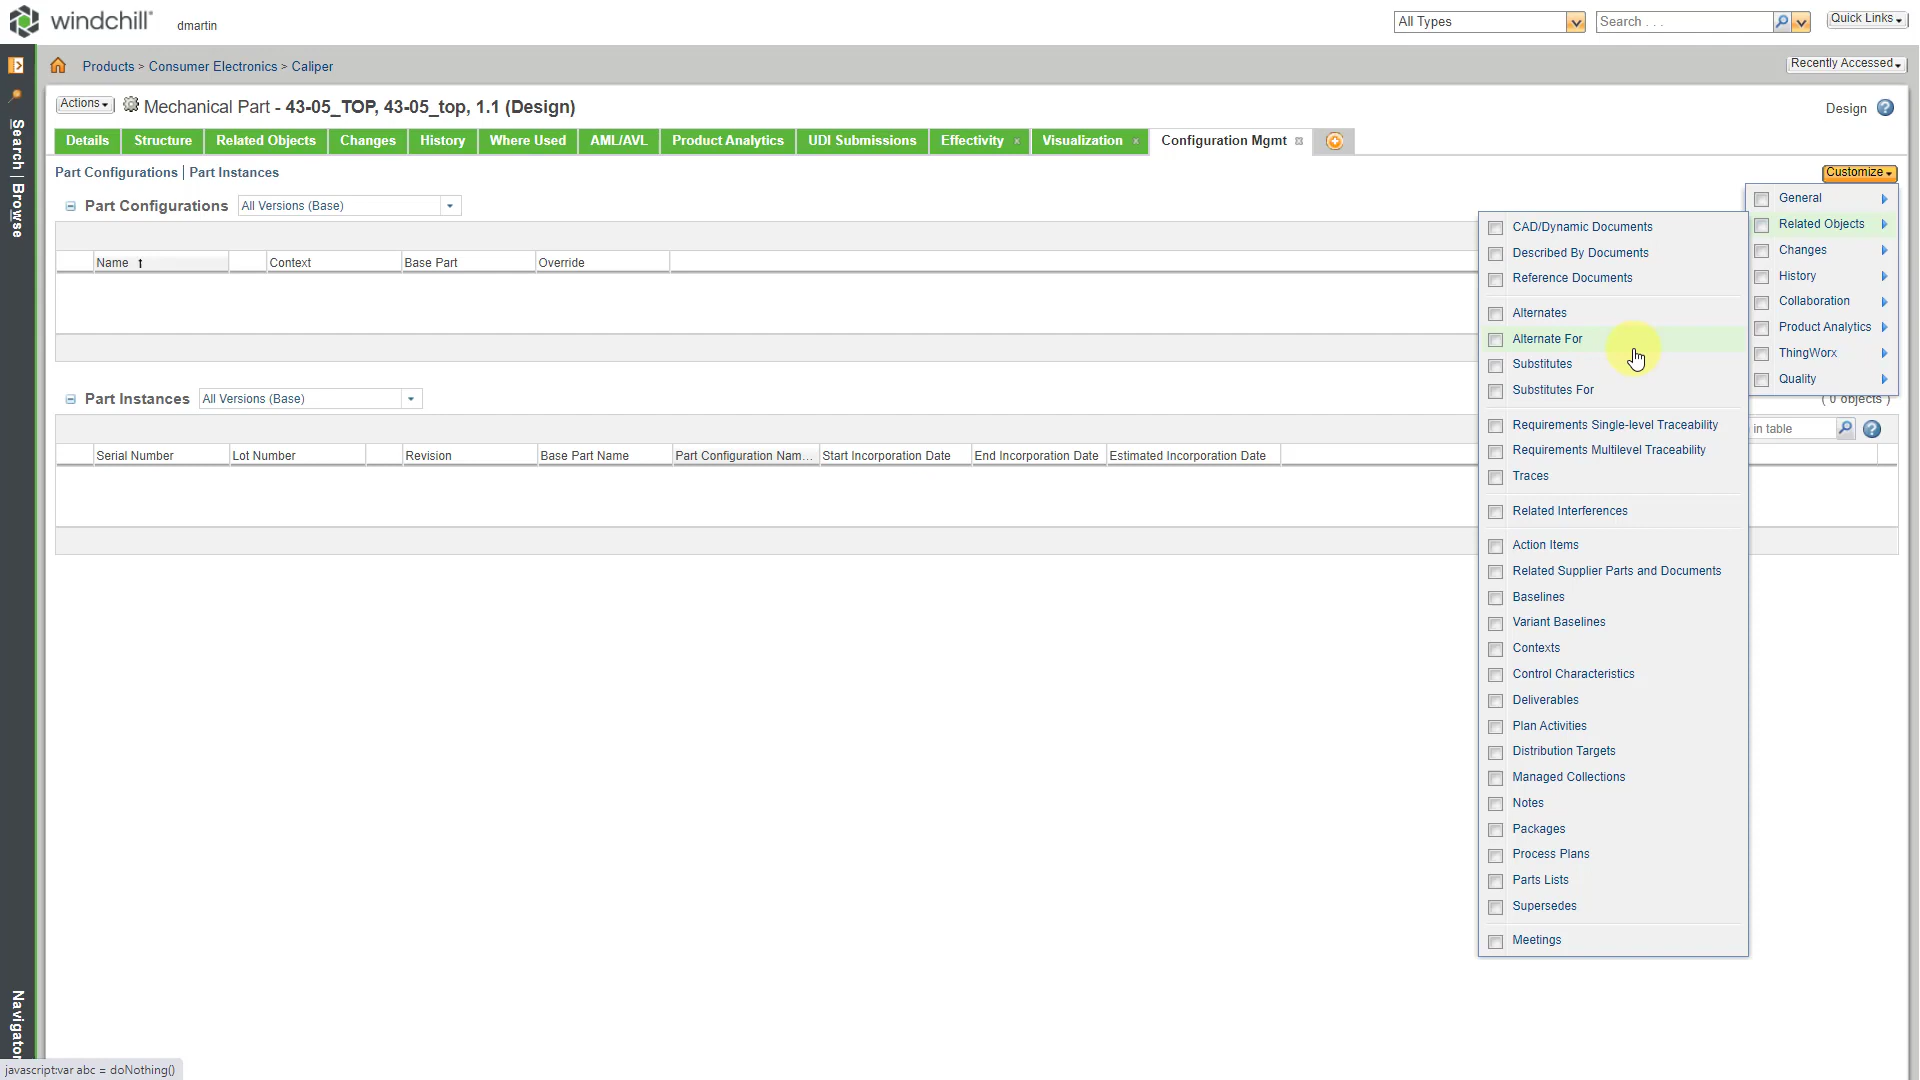 windchill
dmartin
All Types
Search . . .
Quick Links
Products > Consumer Electronics > Caliper
Recently Accessed
Actions
Mechanical Part - 43-05_TOP, 43-05_top, 1.1 (Design)
Design
Details
Structure
Related Objects
Changes
History
Where Used
AML/AVL
Product Analytics
UDI Submissions
Effectivity
Visualization
Configuration Mgmt
Part Configurations | Part Instances
Customize
Part Configurations
All Versions (Base)
Name
Context
Base Part
Override
Part Instances
All Versions (Base)
( 0 objects )
in table
Serial Number
Lot Number
Revision
Base Part Name
Part Configuration Nam...
Start Incorporation Date
End Incorporation Date
Estimated Incorporation Date
General
Related Objects
Changes
History
Collaboration
Product Analytics
ThingWorx
Quality
CAD/Dynamic Documents
Described By Documents
Reference Documents
Alternates
Alternate For
Substitutes
Substitutes For
Requirements Single-level Traceability
Requirements Multilevel Traceability
Traces
Related Interferences
Action Items
Related Supplier Parts and Documents
Baselines
Variant Baselines
Contexts
Control Characteristics
Deliverables
Plan Activities
Distribution Targets
Managed Collections
Notes
Packages
Process Plans
Parts Lists
Supersedes
Meetings
Search | Browse
Navigator
javascript:var abc = doNothing()